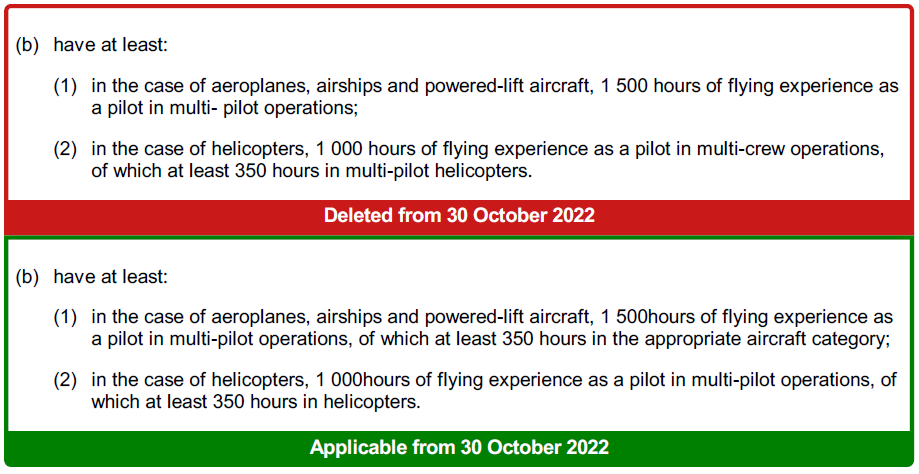 (b) have at least:
(1) in the case of aeroplanes, airships and powered-lift aircraft, 1 500 hours of flying experience as
a pilot in multi- pilot operations;
(2) in the case of helicopters, 1 000 hours of flying experience as a pilot in multi-crew operations,
of which at least 350 hours in multi-pilot helicopters.
Deleted from 30 October 2022
(b) have at least:
(1) in the case of aeroplanes, airships and powered-lift aircraft, 1 500hours of flying experience as
a pilot in multi-pilot operations, of which at least 350 hours in the appropriate aircraft category;
(2) in the case of helicopters, 1 000hours of flying experience as a pilot in multi-pilot operations, of
which at least 350 hours in helicopters.
Applicable from 30 October 2022